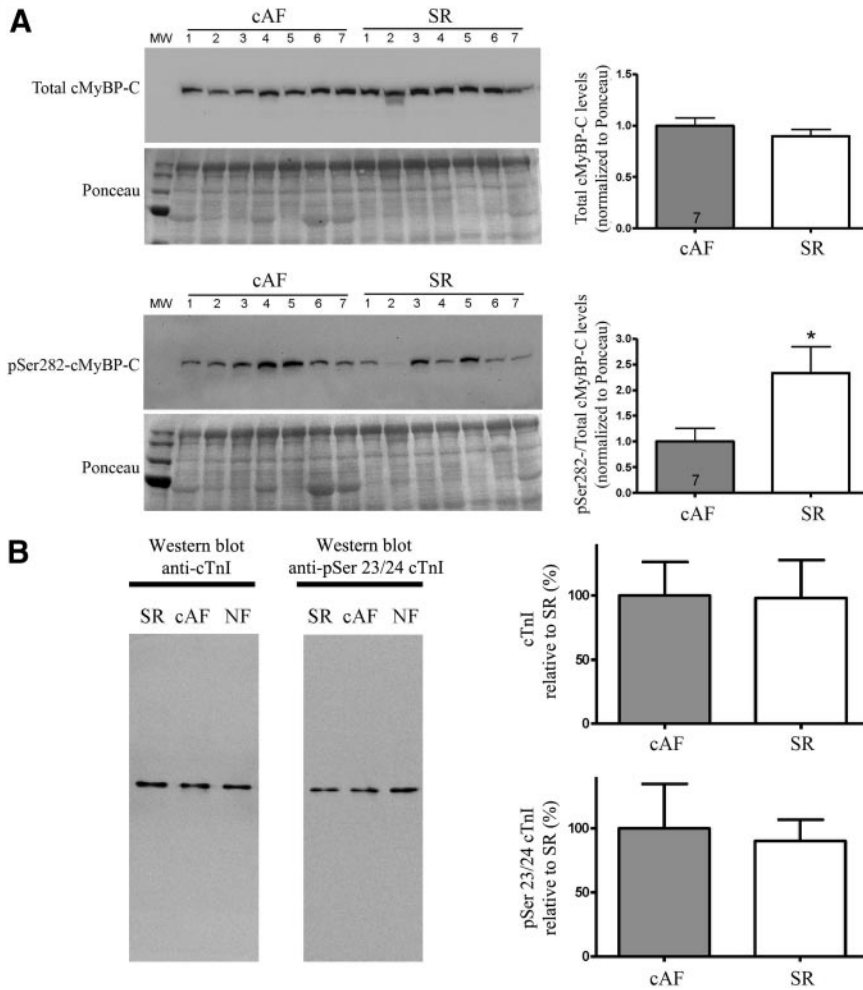 A
cAF SR
MW 1 2 3 4 5 6 7 1 2 3 4 5 6 7
Total cMyBP-C
Ponceau
Total cMyBP-C levels
(normalized to Ponceau)
1.5
1.0
0.5
0.0
7
cAF SR
cAF SR
MW 1 2 3 4 5 6 7 1 2 3 4 5 6 7
pSer282-cMyBP-C
Ponceau
pSer282-/Total cMyBP-C levels
(normalized to Ponceau)
3.0
2.5
2.0
1.5
1.0
0.5
0.0
*
7
cAF SR
B
Western blot
anti-cTnI
SR cAF NF
Western blot
anti-pSer 23/24 cTnI
SR cAF NF
cTnI
relative to SR (%)
100
50
0
cAF SR
pSer 23/24 cTnI
relative to SR (%)
100
50
0
cAF SR